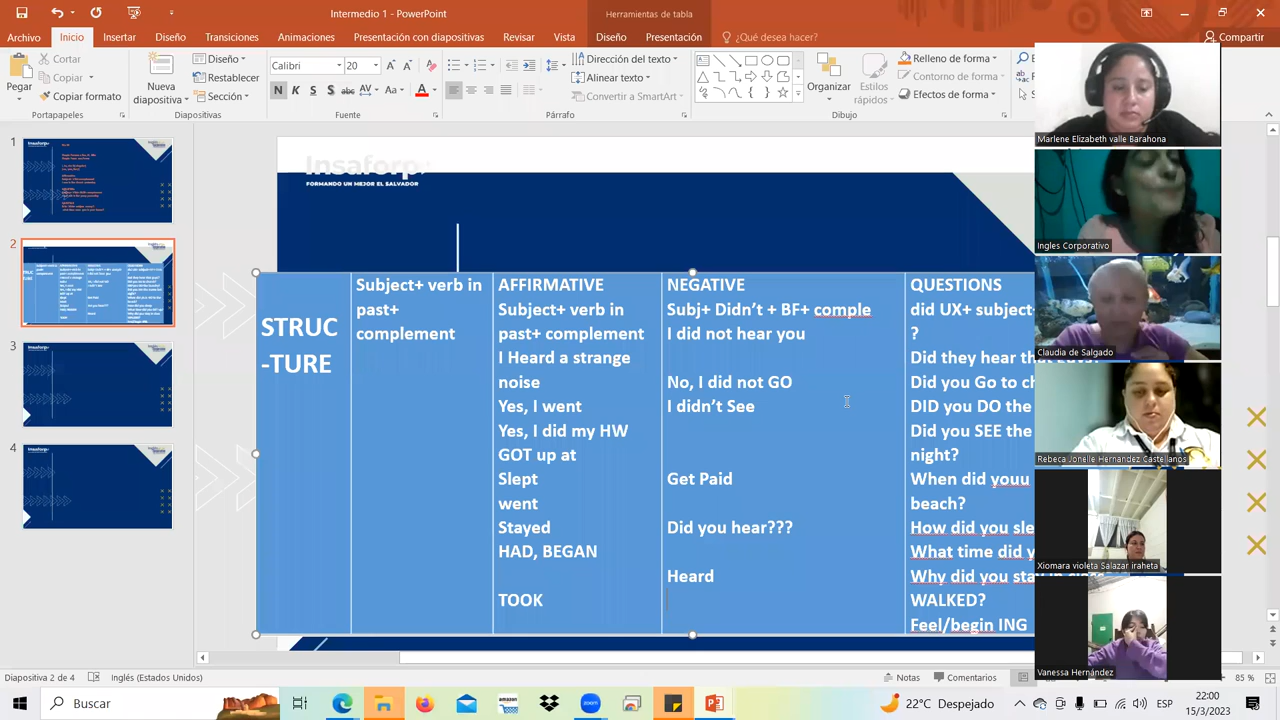 Intermedio 1 - PowerPoint
Herramientas de tabla
Archivo Inicio Insertar Dibujar Diseño Transiciones Animaciones Presentación con diapositivas Revisar Vista Diseño Presentación ¿Qué desea hacer? Compartir
Pegar
Cortar
Copiar
Copiar formato
Portapapeles
Nueva
diapositiva
Diseño
Restablecer
Sección
Diapositivas
Calibri 20
N K S abc AV Aa A
Fuente
Dirección del texto
Alinear texto
Convertir a SmartArt
Párrafo
Organizar
Estilos
rápidos
Relleno de forma
Contorno de forma
Efectos de forma
Dibujo
1
2
3
4
Insaforp
FORMANDO UN MEJOR EL SALVADOR
STRUC
-TURE
Subject+ verb in
past+
complement
AFFIRMATIVE
Subject+ verb in
past+ complement
I Heard a strange
noise
Yes, I went
Yes, I did my HW
GOT up at
Slept
went
Stayed
HAD, BEGAN
TOOK
NEGATIVE
Subj+ Didn’t + BF+ comple
I did not hear you
No, I did not GO
I didn’t See
Get Paid
Did you hear???
Heard
QUESTIONS
did UX+ subject
?
Did they hear
Did you Go to
DID you DO the
Did you SEE the
night?
When did youu
beach?
How did you
What time did
Why did you
WALKED?
Feel/begin ING
Marlene Elizabeth valle Barahona
Ingles Corporativo
Claudia de Salgado
Rebeca Jonelle Hernandez Castellanos
Xiomara violeta Salazar iraheta
Vanessa Hernández
Diapositiva 2 de 4 Inglés (Estados Unidos) Notas Comentarios 85 %
Buscar
amazon
zoom
22°C Despejado
ESP
22:00
15/3/2023